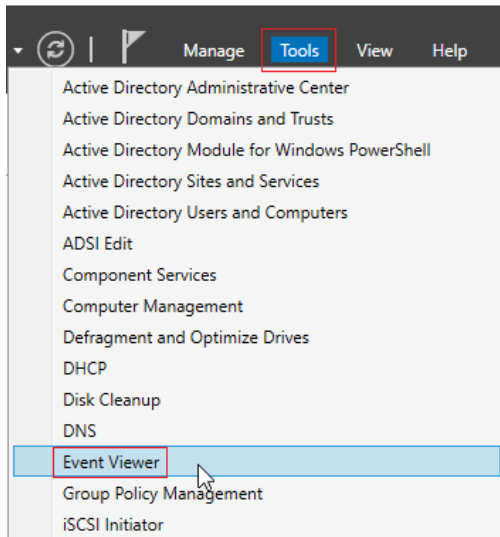 Manage Tools View Help
Active Directory Administrative Center
Active Directory Domains and Trusts
Active Directory Module for Windows PowerShell
Active Directory Sites and Services
Active Directory Users and Computers
ADSI Edit
Component Services
Computer Management
Defragment and Optimize Drives
DHCP
Disk Cleanup
DNS
Event Viewer
Group Policy Management
iSCSI Initiator